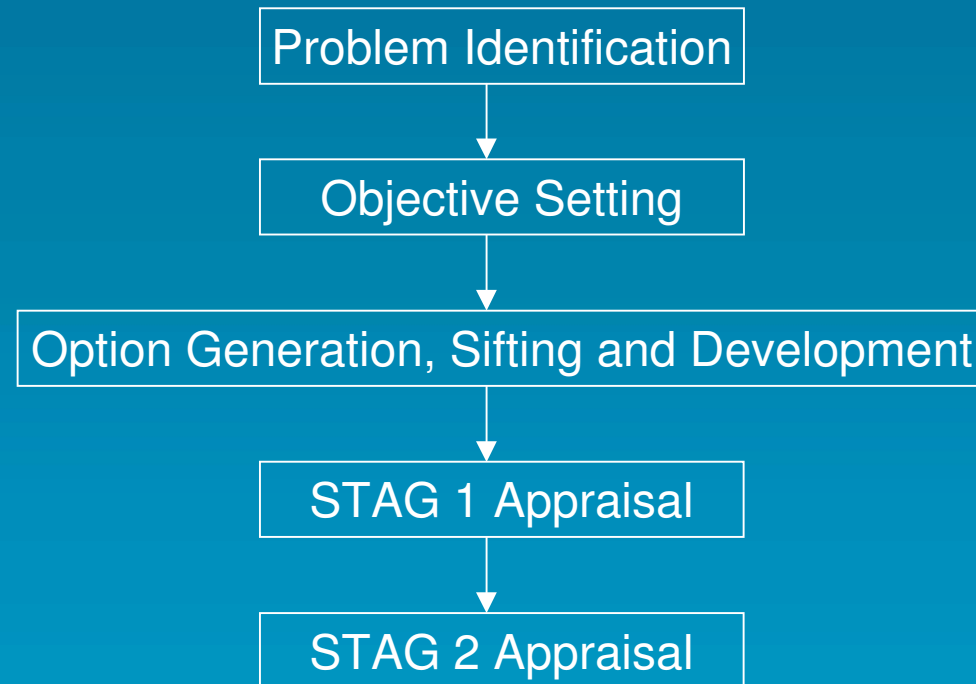 Problem Identification
Objective Setting
Option Generation, Sifting and Development
STAG 1 Appraisal
STAG 2 Appraisal